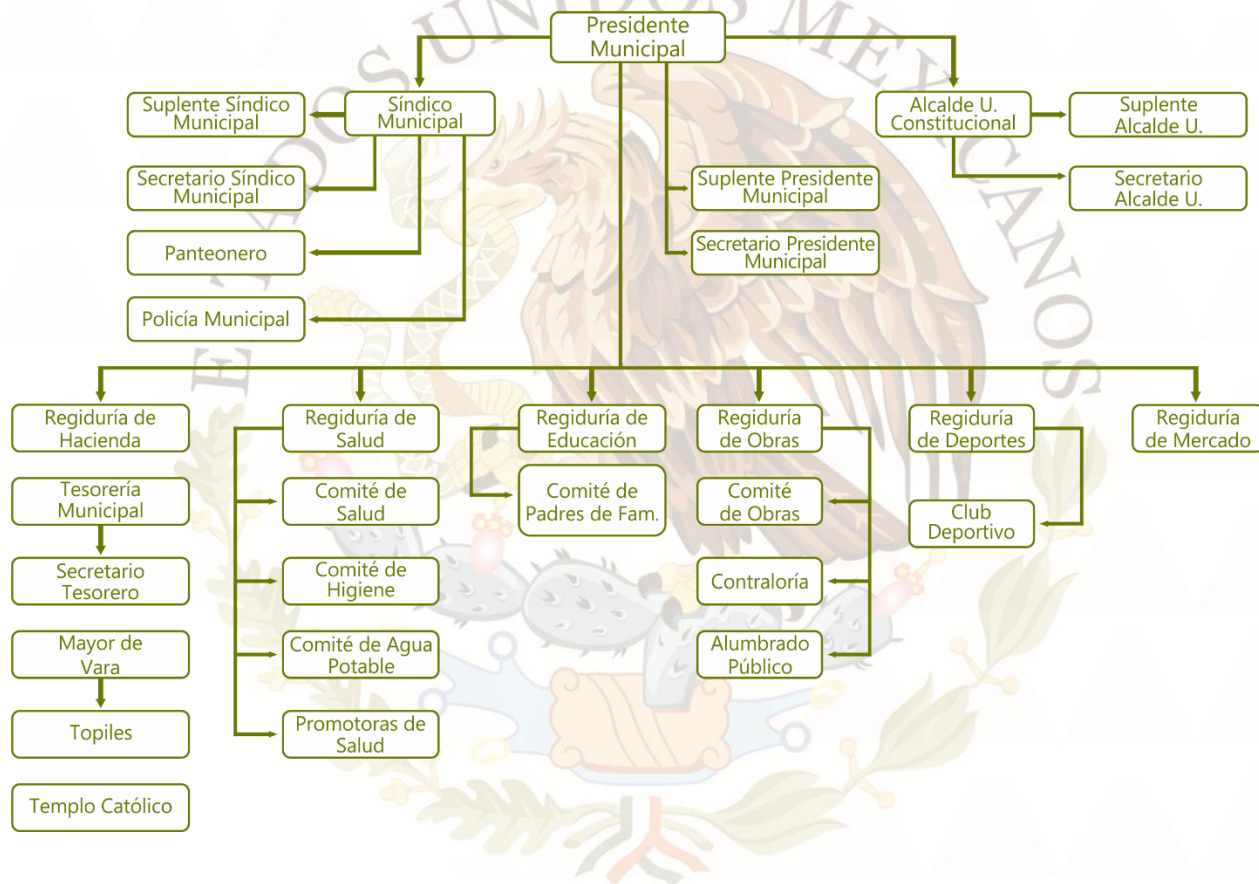 ESTADOS UNIDOS MEXICANOS
Presidente
Municipal
Suplente Síndico
Municipal
Síndico
Municipal
Alcalde U.
Constitucional
Suplente
Alcalde U.
Secretario Síndico
Municipal
Suplente Presidente
Municipal
Secretario
Alcalde U.
Panteonero
Secretario Presidente
Municipal
Policía Municipal
Regiduría de
Hacienda
Regiduría de
Salud
Regiduría de
Educación
Regiduría
de Obras
Regiduría
de Deportes
Regiduría
de Mercado
Tesorería
Municipal
Comité de
Salud
Comité de
Padres de Fam.
Comité
de Obras
Club
Deportivo
Secretario
Tesorero
Comité de
Higiene
Contraloría
Mayor de
Vara
Comité de Agua
Potable
Alumbrado
Público
Topiles
Promotoras de
Salud
Templo Católico